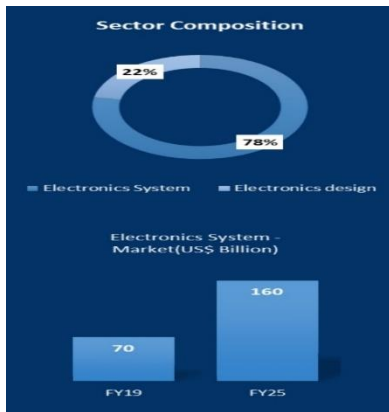 Sector Composition
22%
78%
Electronics System Electronics design
Electronics System -
Market(US$ Billion)
160
70
FY19 FY25